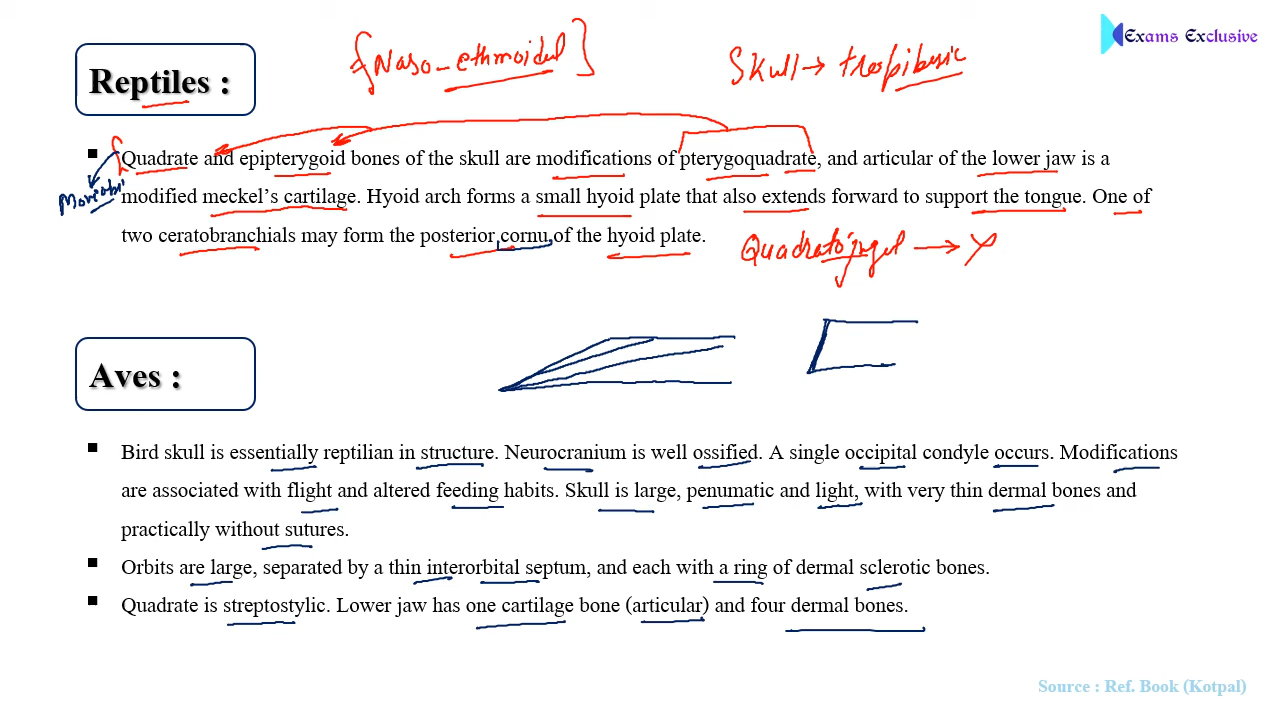 Exams Exclusive
{Naso-ethmoidal]
Skull → tropibasic
Reptiles :
Quadrate and epipterygoid bones of the skull are modifications of pterygoquadrate, and articular of the lower jaw is a
modified meckel's cartilage. Hyoid arch forms a small hyoid plate that also extends forward to support the tongue. One of
two ceratobranchials may form the posterior cornu of the hyoid plate.
Quadratojugal → X
Aves :
Bird skull is essentially reptilian in structure. Neurocranium is well ossified. A single occipital condyle occurs. Modifications
are associated with flight and altered feeding habits. Skull is large, penumatic and light, with very thin dermal bones and
practically without sutures.
Orbits are large, separated by a thin interorbital septum, and each with a ring of dermal sclerotic bones.
Quadrate is streptostylic. Lower jaw has one cartilage bone (articular) and four dermal bones.
Source : Ref. Book (Kotpal)